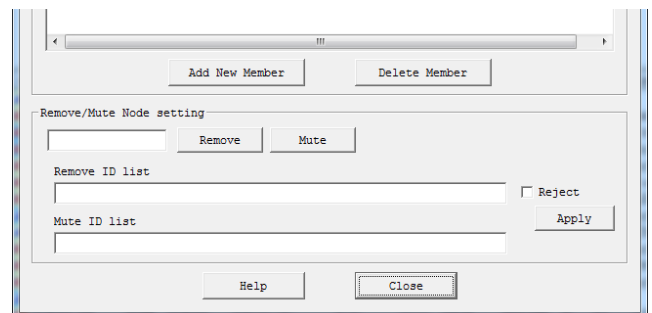 Add New Member Delete Member
Remove/Mute Node setting
Remove Mute
Remove ID list
Reject
Mute ID list
Apply
Help Close